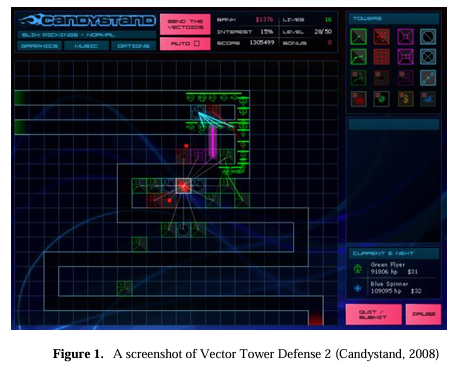 CANDYSTAND
SLIM PICKINGS - NORMAL
GRAPHICS MUSIC OPTIONS
SEND THE
VECTOIDS
AUTO
BANK $1376 LIVES 16
INTEREST 15% LEVEL 28/50
SCORE 1305499 BONUS 0
TOWERS
CURRENT & NEXT
Green Flyer
91806 hp $31
Blue Spinner
109095 hp $32
QUIT /
SUBMIT
PAUSE
Figure 1. A screenshot of Vector Tower Defense 2 (Candystand, 2008)